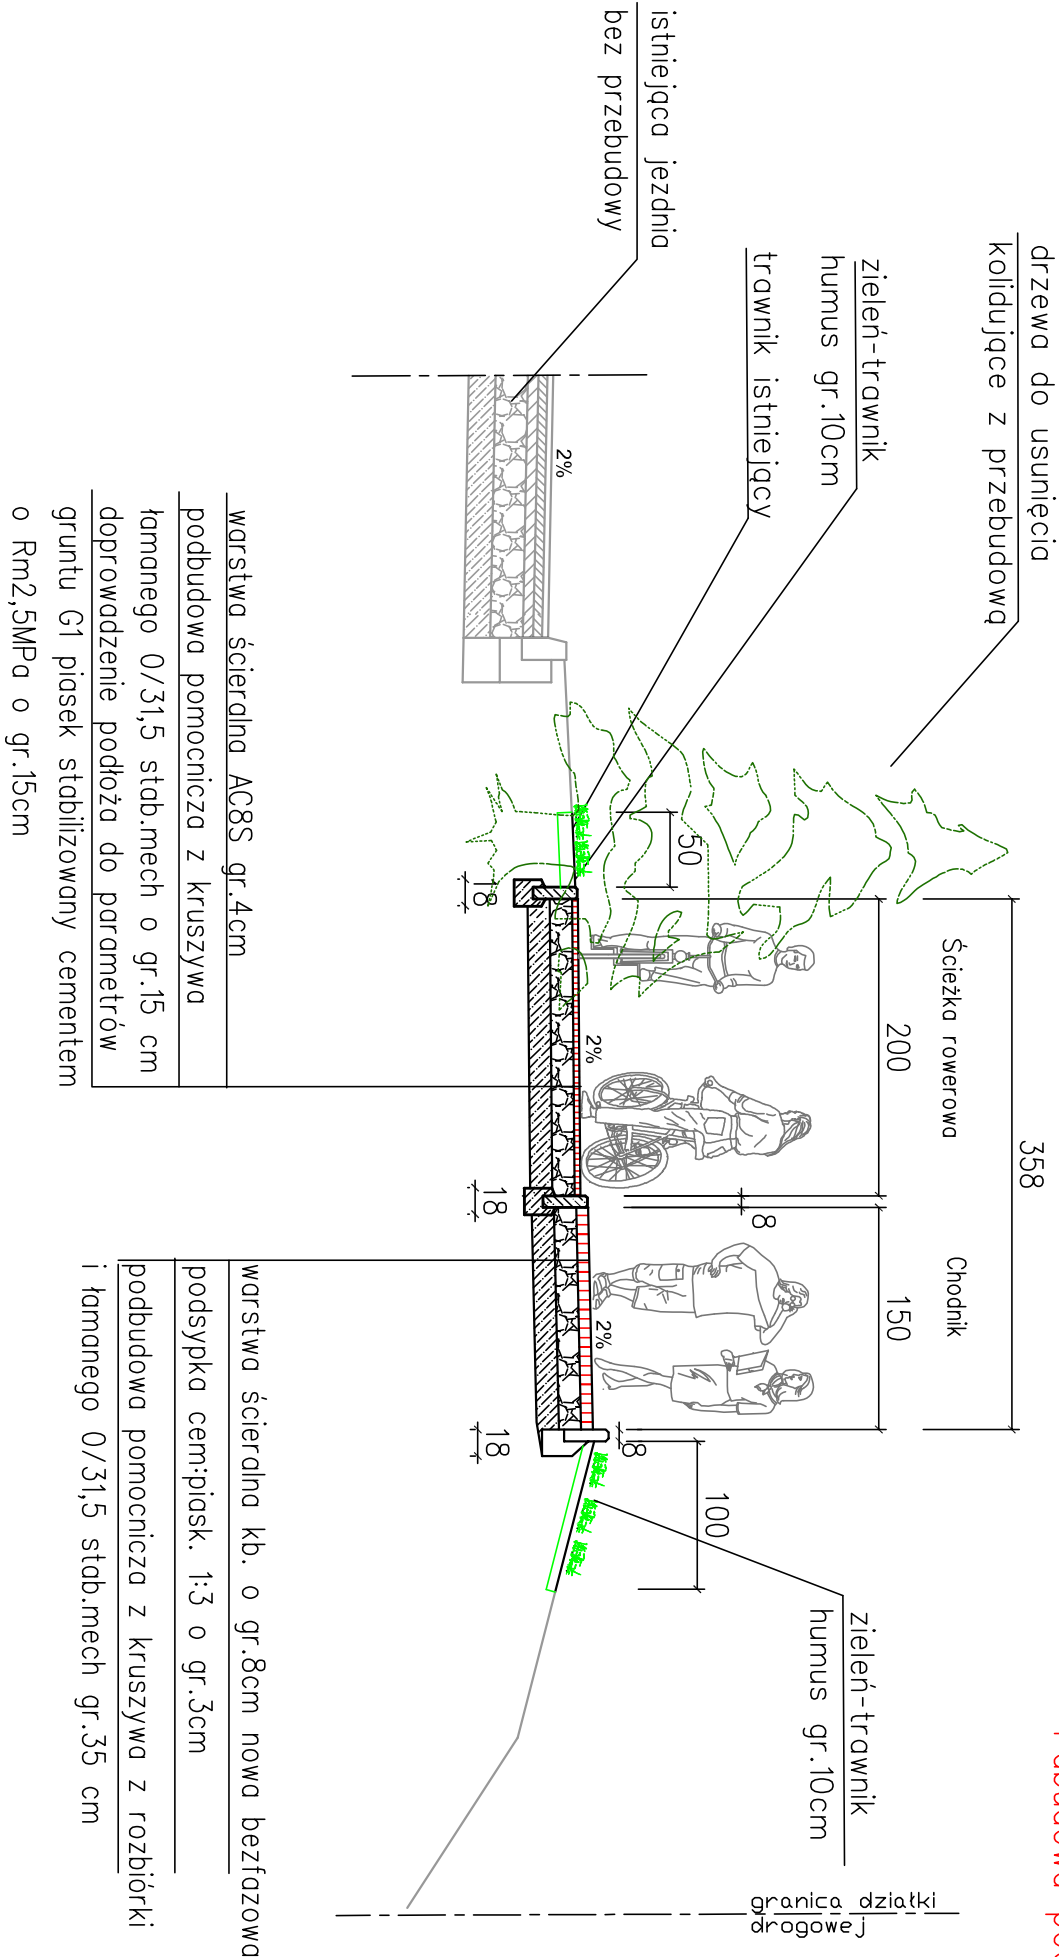 drzewa do usunięcia
kolidujące z przebudową
zieleń-trawnik
humus gr.10cm
trawnik istniejący
istniejąca jezdnia
bez przebudowy
2%
50
18
358
Ścieżka rowerowa
200
2%
8
18
Chodnik
150
2%
8
18
100
zieleń-trawnik
humus gr.10cm
granica działki
drogowej
warstwa ścieralna AC8S gr.4cm
podbudowa pomocnicza z kruszywa
łamanego 0/31,5 stab.mech o gr.15 cm
doprowadzenie podłoża do parametrów
gruntu G1 piasek stabilizowany cementem
o Rm2,5MPa o gr.15cm
warstwa ścieralna kb. o gr.8cm nowa bezfazowa
podsypka cem:piask. 1:3 o gr.3cm
podbudowa pomocnicza z kruszywa z rozbiórki
i łamanego 0/31,5 stab.mech gr.35 cm